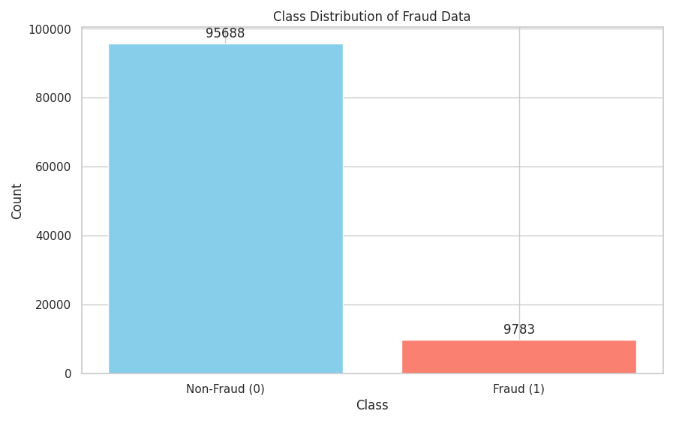 Class Distribution of Fraud Data
100000
80000
60000
40000
20000
0
Count
95688
9783
Non-Fraud (0)
Fraud (1)
Class